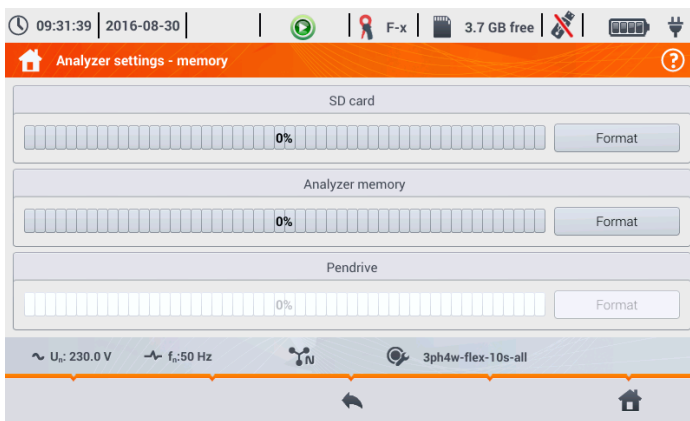 09:31:39 2016-08-30 F-x 3.7 GB free
Analyzer settings - memory ?
SD card
0% Format
Analyzer memory
0% Format
Pendrive
0% Format
Uₙ: 230.0 V fₙ:50 Hz N 3ph4w-flex-10s-all